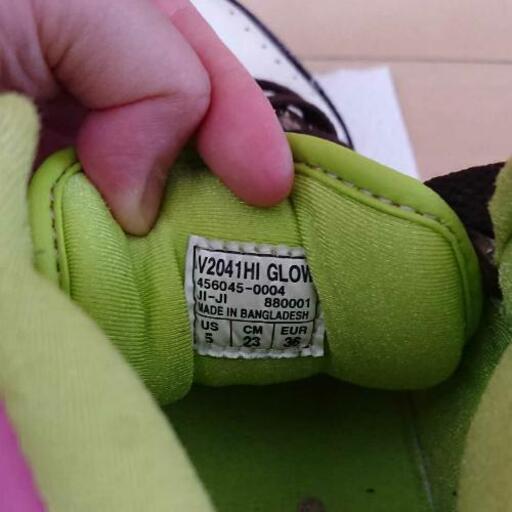 V2041HI GLOW
456045-0004
JI-JI 880001
MADE IN BANGLADESH
US CM EUR
5 23 36